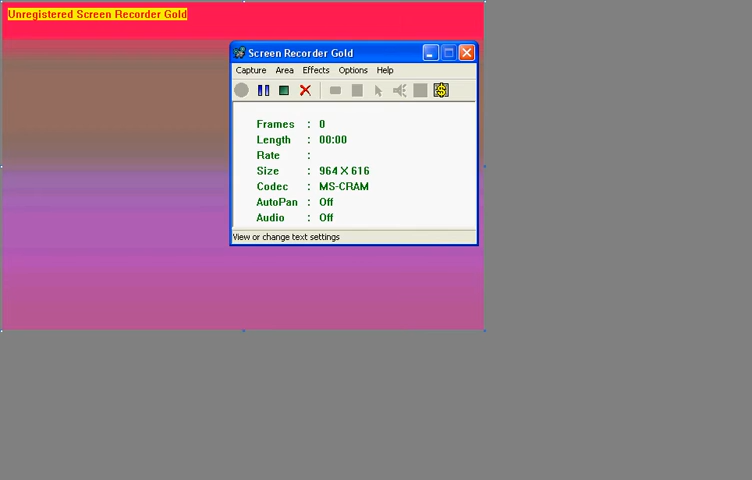 Unregistered Screen Recorder Gold
Screen Recorder Gold
Capture Area Effects Options Help
Frames : 0
Length : 00:00
Rate :
Size : 964 X 616
Codec : MS-CRAM
AutoPan : Off
Audio : Off
View or change text settings